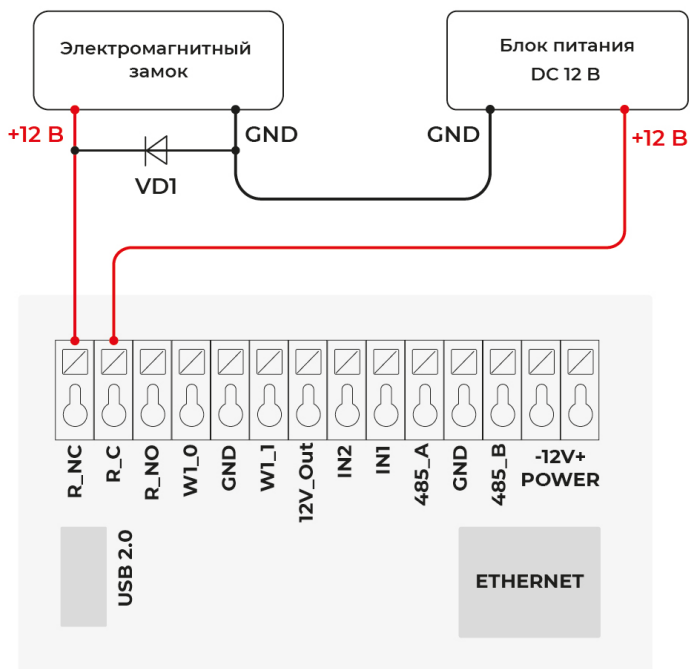 Электромагнитный
замок
Блок питания
DC 12 В
+12 В
GND
GND
+12 В
VD1
R_NC
R_C
R_NO
W1_0
GND
W1_1
12V_Out
IN2
IN1
485_A
GND
485_B
-12V+
POWER
USB 2.0
ETHERNET